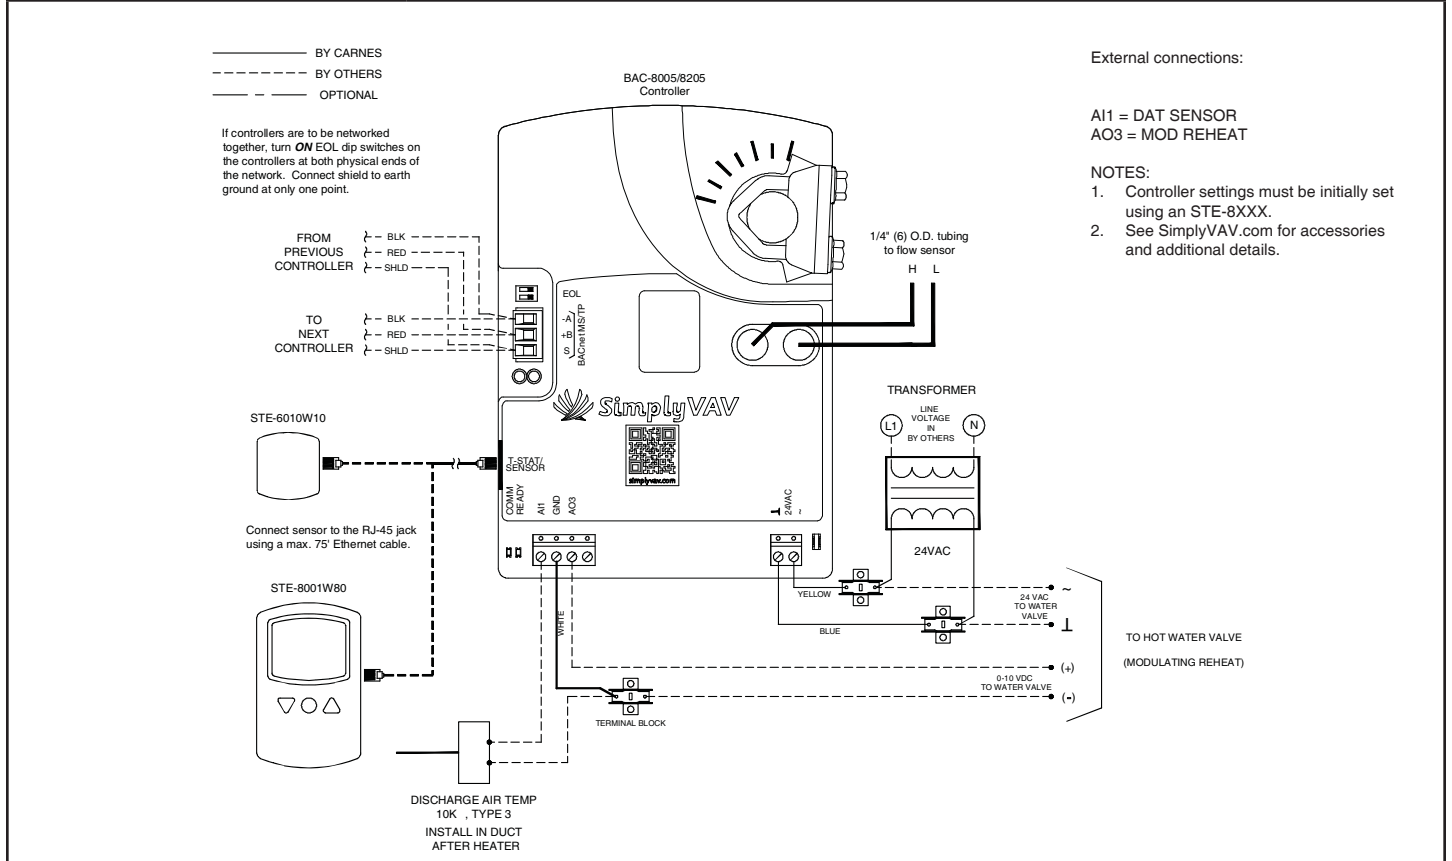 BY CARNES
BY OTHERS
OPTIONAL
If controllers are to be networked
together, turn ON EOL dip switches on
the controllers at both physical ends of
the network. Connect shield to earth
ground at only one point.
BAC-8005/8205
Controller
External connections:
AI1 = DAT SENSOR
AO3 = MOD REHEAT
NOTES:
1. Controller settings must be initially set
using an STE-8XXX.
2. See SimplyVAV.com for accessories
and additional details.
FROM
PREVIOUS
CONTROLLER
BLK
RED
SHLD
TO
NEXT
CONTROLLER
BLK
RED
SHLD
EOL
-A
+B
S
BACnet MS/TP
1/4" (6) O.D. tubing
to flow sensor
H L
SimplyVAV
simplyvav.com
STE-6010W10
T-STAT/
SENSOR
COMM
READY
AI1
GND
AO3
24VAC
~
Connect sensor to the RJ-45 jack
using a max. 75' Ethernet cable.
STE-8001W80
TRANSFORMER
LINE
VOLTAGE
IN
BY OTHERS
L1
N
24VAC
YELLOW
BLUE
WHITE
24 VAC
TO WATER
VALVE
~
0-10 VDC
TO WATER VALVE
(+)
(-)
TO HOT WATER VALVE
(MODULATING REHEAT)
TERMINAL BLOCK
DISCHARGE AIR TEMP
10K , TYPE 3
INSTALL IN DUCT
AFTER HEATER